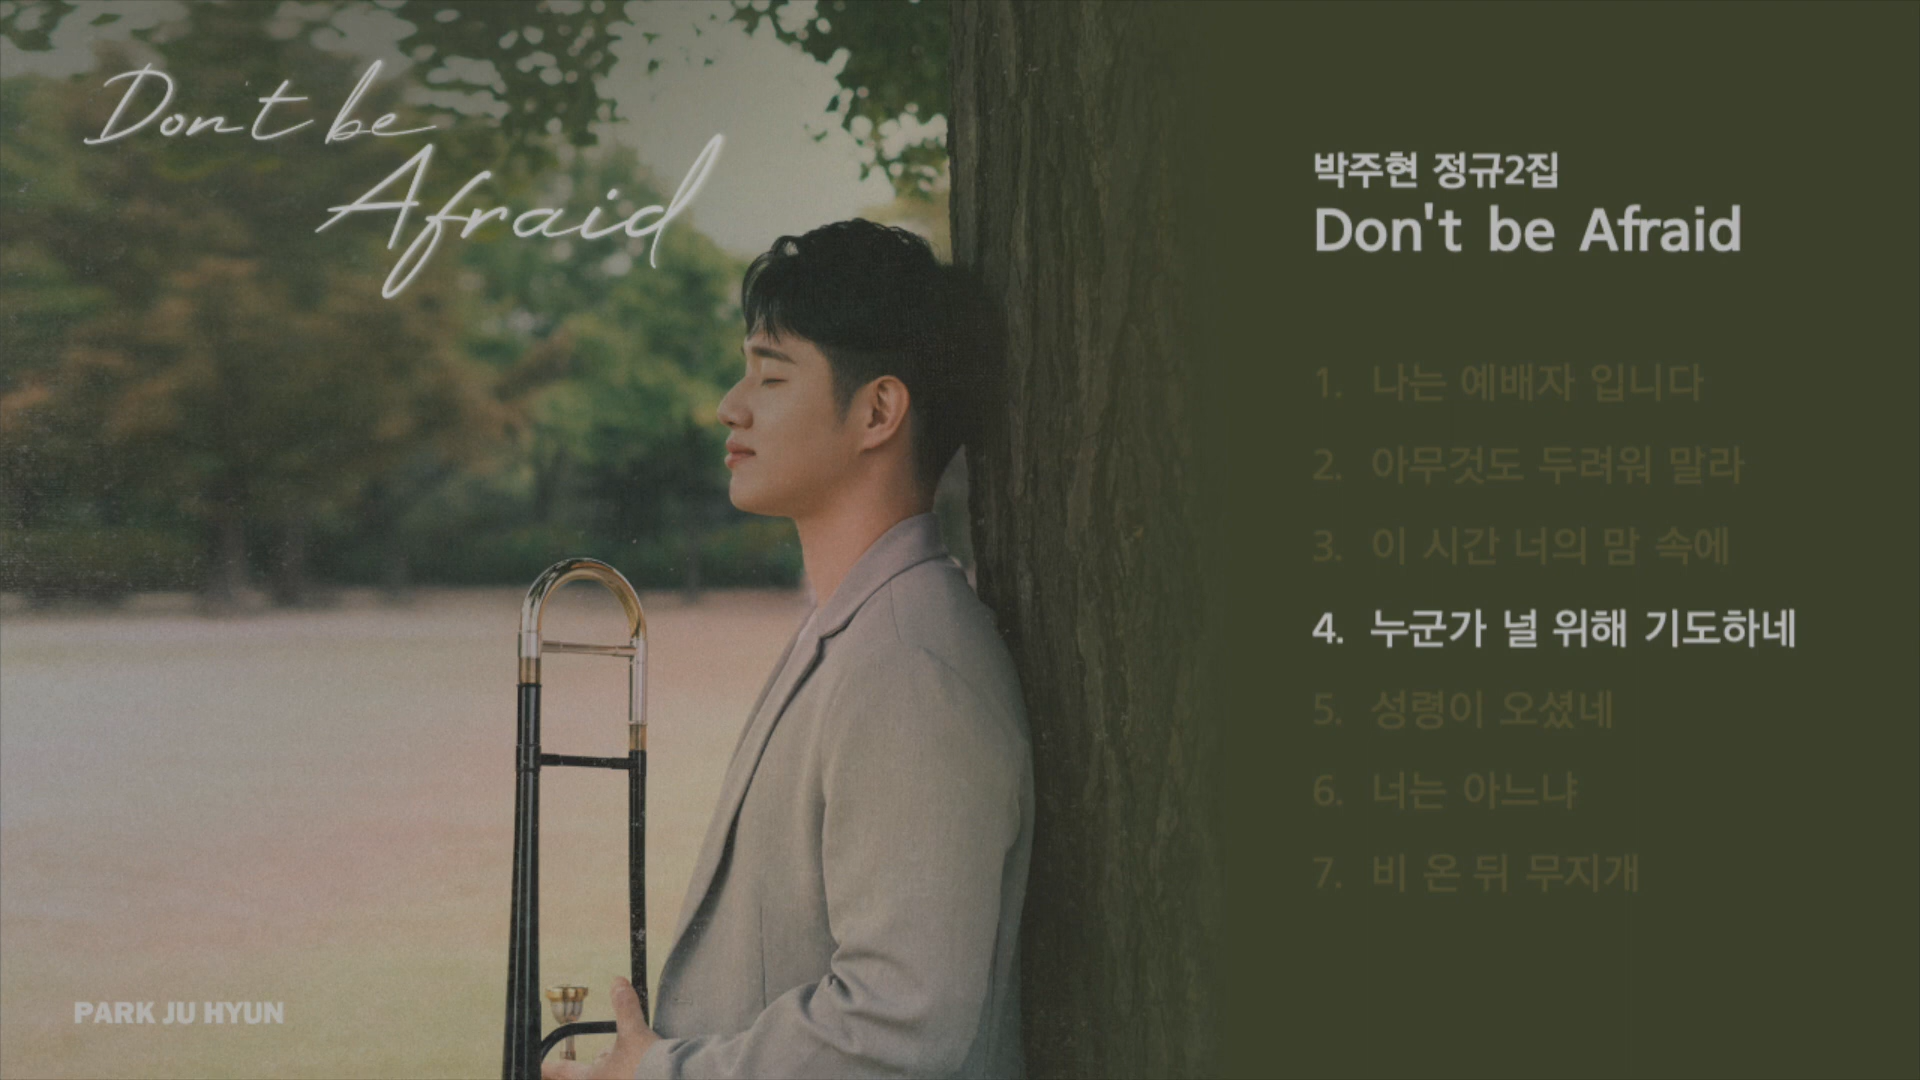 Don't be
Afraid
PARK JU HYUN
박주현 정규2집
Don't be Afraid
1. 나는 예배자 입니다
2. 아무것도 두려워 말라
3. 이 시간 너의 맘 속에
4. 누군가 널 위해 기도하네
5. 성령이 오셨네
6. 너는 아느냐
7. 비 온 뒤 무지개